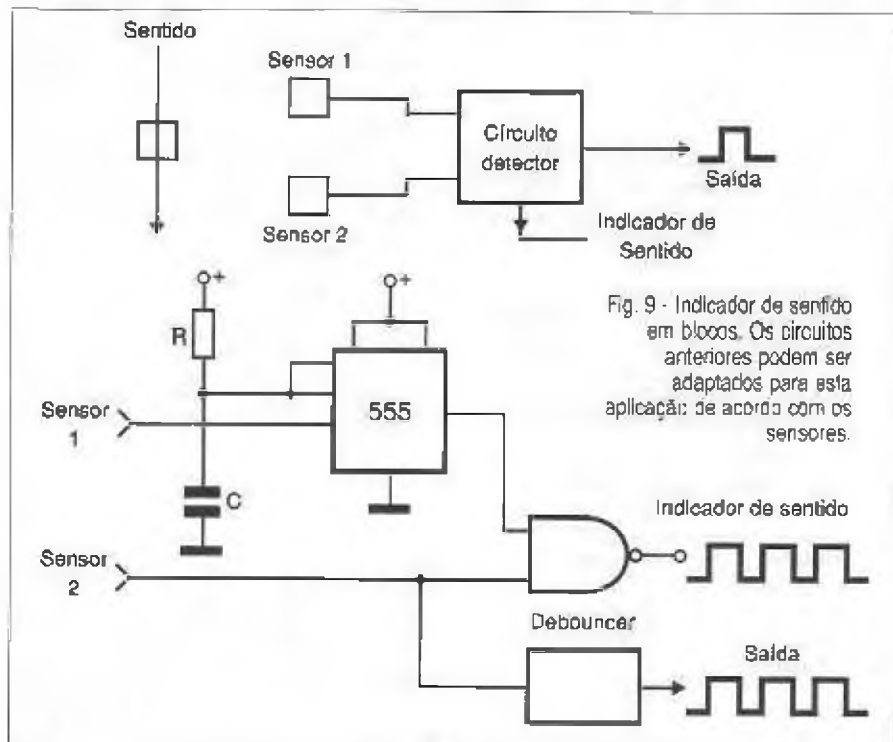 Sentido
Sensor 1
Circuito
detector
Saída
Sensor 2
Indicador de
Sentido
+
+
R
Fig. 9 - Indicador de sentido
em blocos. Os circuitos
anteriores podem ser
adaptados para esta
aplicação de acordo com os
sensores.
Sensor
1
555
C
Indicador de sentido
Sensor
2
Debouncer
Saída